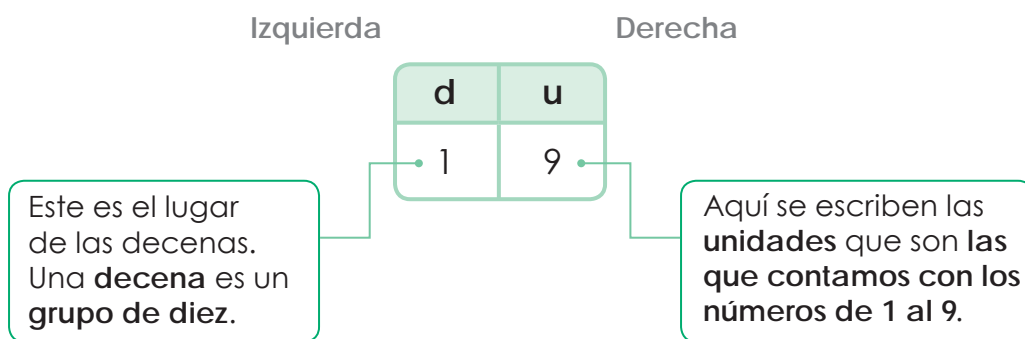 Izquierda Derecha
d u
1 9
Este es el lugar
de las decenas.
Una decena es un
grupo de diez.
Aquí se escriben las
unidades que son las
que contamos con los
números de 1 al 9.